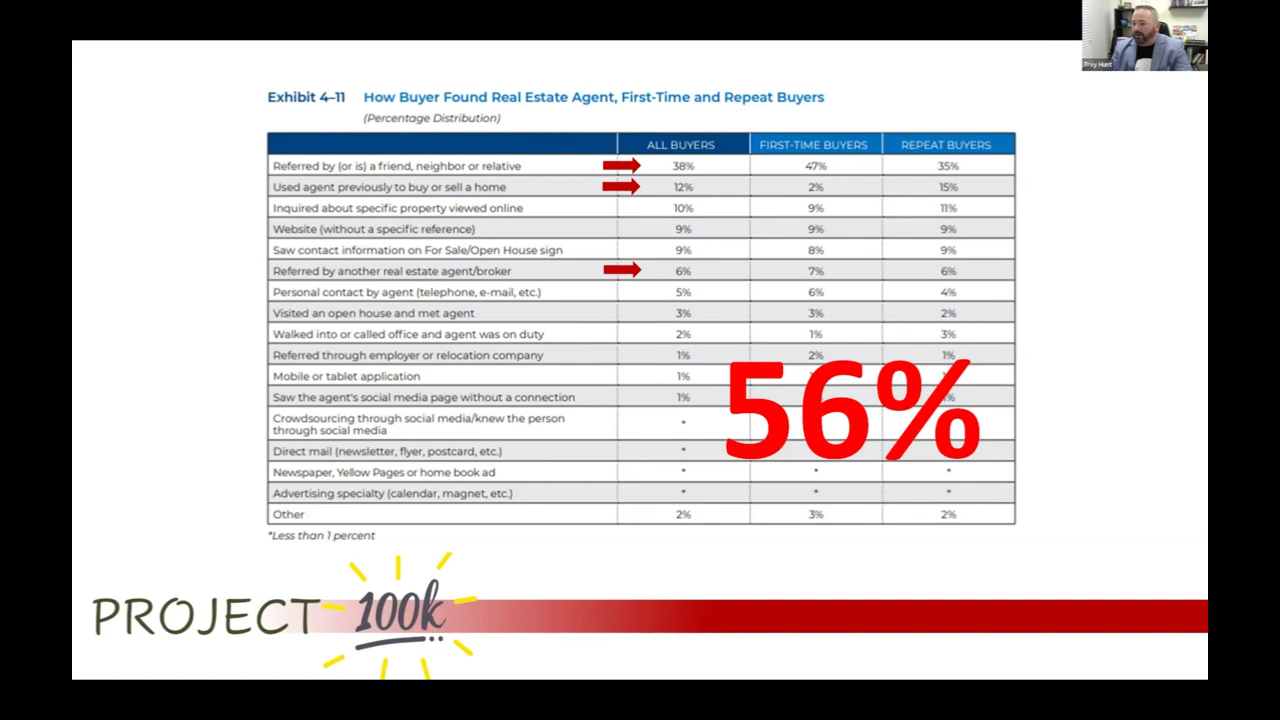 Troy Hunt
Exhibit 4–11 How Buyer Found Real Estate Agent, First-Time and Repeat Buyers
(Percentage Distribution)
ALL BUYERS FIRST-TIME BUYERS REPEAT BUYERS
Referred by (or is) a friend, neighbor or relative 38% 47% 35%
Used agent previously to buy or sell a home 12% 2% 15%
Inquired about specific property viewed online 10% 9% 11%
Website (without a specific reference) 9% 9% 9%
Saw contact information on For Sale/Open House sign 9% 8% 9%
Referred by another real estate agent/broker 6% 7% 6%
Personal contact by agent (telephone, e-mail, etc.) 5% 6% 4%
Visited an open house and met agent 3% 3% 2%
Walked into or called office and agent was on duty 2% 1% 3%
Referred through employer or relocation company 1% 2% 1%
Mobile or tablet application 1%
Saw the agent's social media page without a connection 1%
Crowdsourcing through social media/knew the person
through social media *
56%
Direct mail (newsletter, flyer, postcard, etc.) *
Newspaper, Yellow Pages or home book ad * * *
Advertising specialty (calendar, magnet, etc.) * * *
Other 2% 3% 2%
*Less than 1 percent
PROJECT 100k